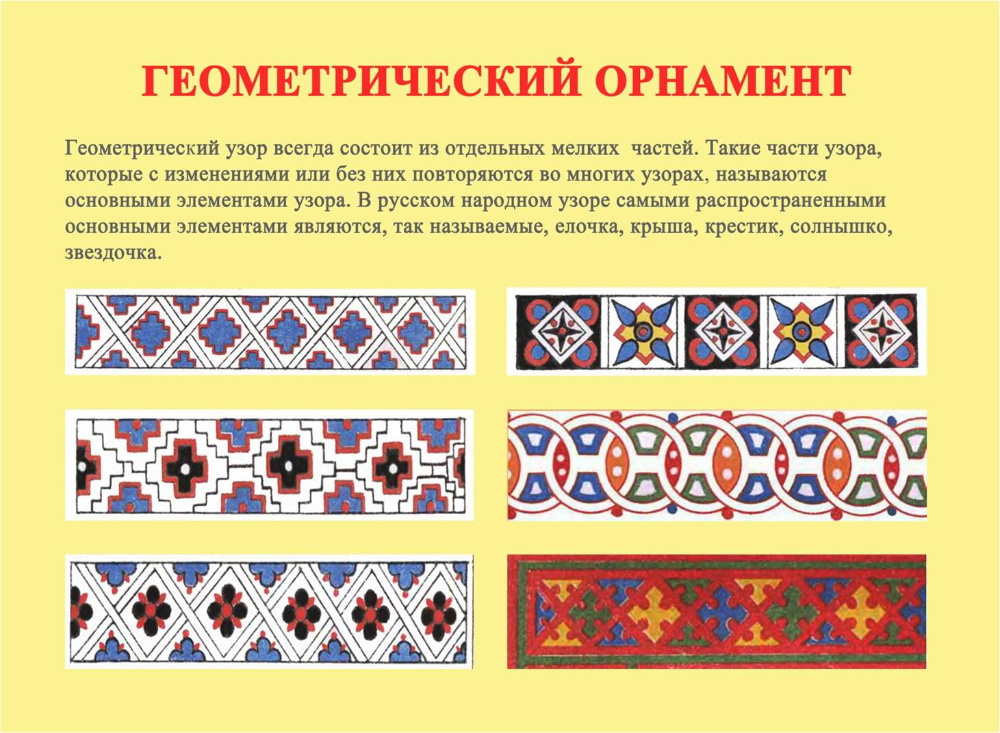 ГЕОМЕТРИЧЕСКИЙ ОРНАМЕНТ
Геометрический узор всегда состоит из отдельных мелких частей. Такие части узора,
которые с изменениями или без них повторяются во многих узорах, называются
основными элементами узора. В русском народном узоре самыми распространенными
основными элементами являются, так называемые, елочка, крыша, крестик, солнышко,
звездочка.